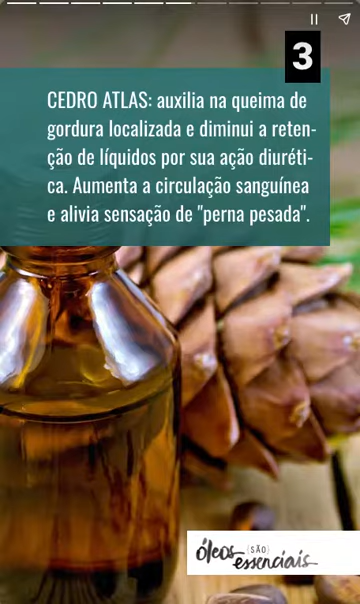 3
CEDRO ATLAS: auxilia na queima de
gordura localizada e diminui a reten-
ção de líquidos por sua ação diuréti-
ca. Aumenta a circulação sanguínea
e alivia sensação de "perna pesada".
óleos (SÃO)
essenciais